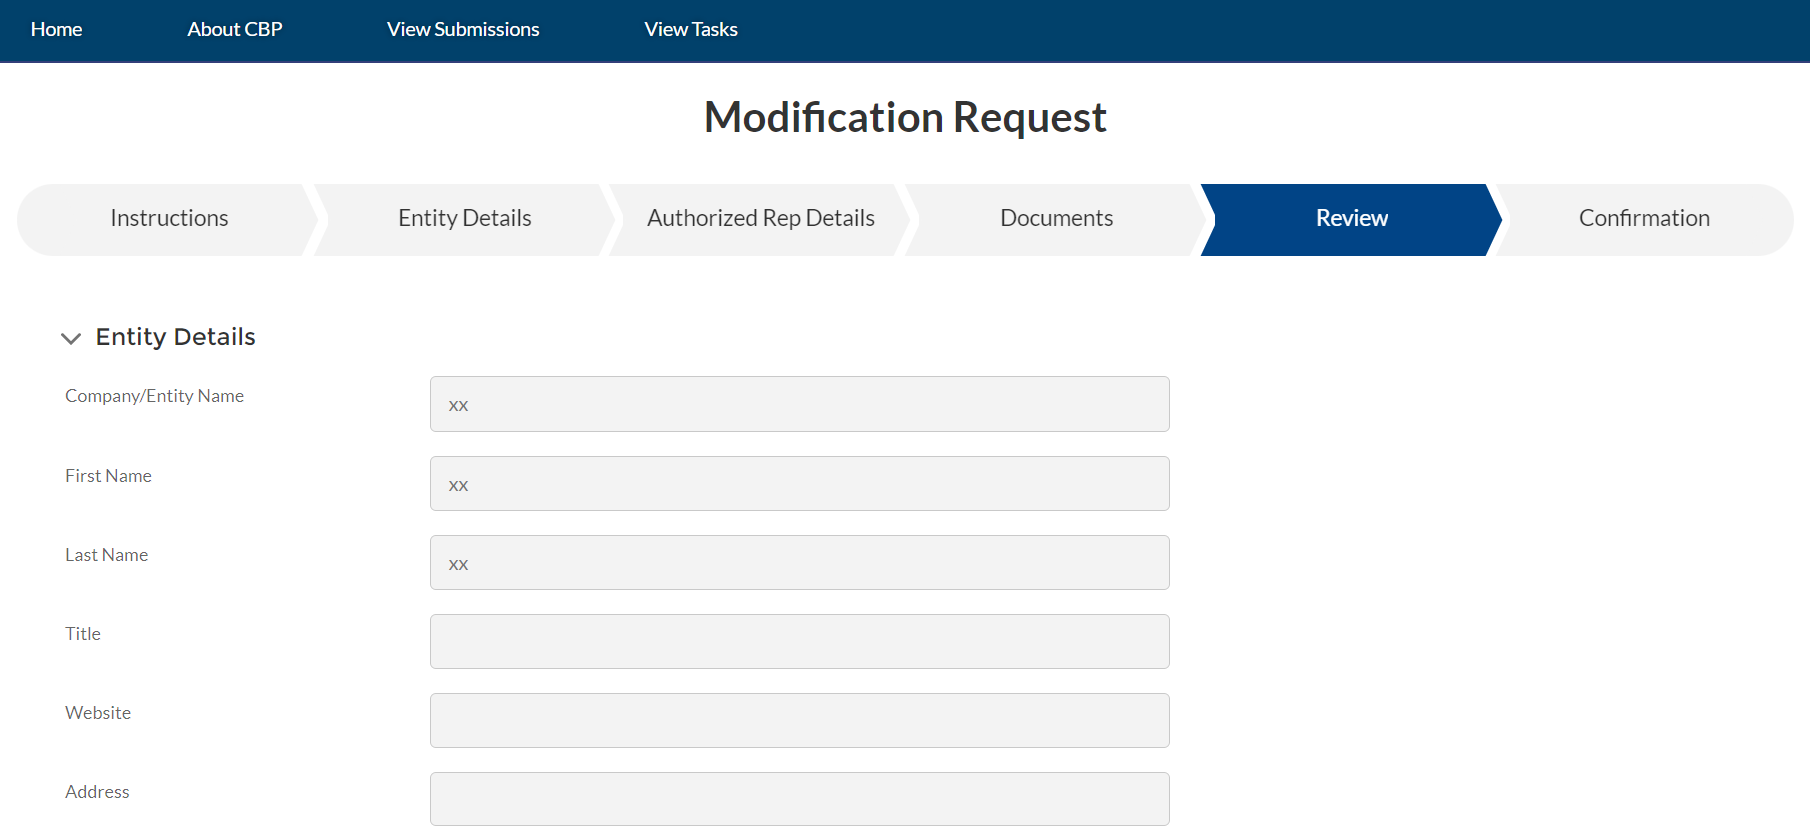 Home About CBP View Submissions View Tasks
Modification Request
Instructions Entity Details Authorized Rep Details Documents Review Confirmation
Entity Details
Company/Entity Name xx
First Name xx
Last Name xx
Title
Website
Address